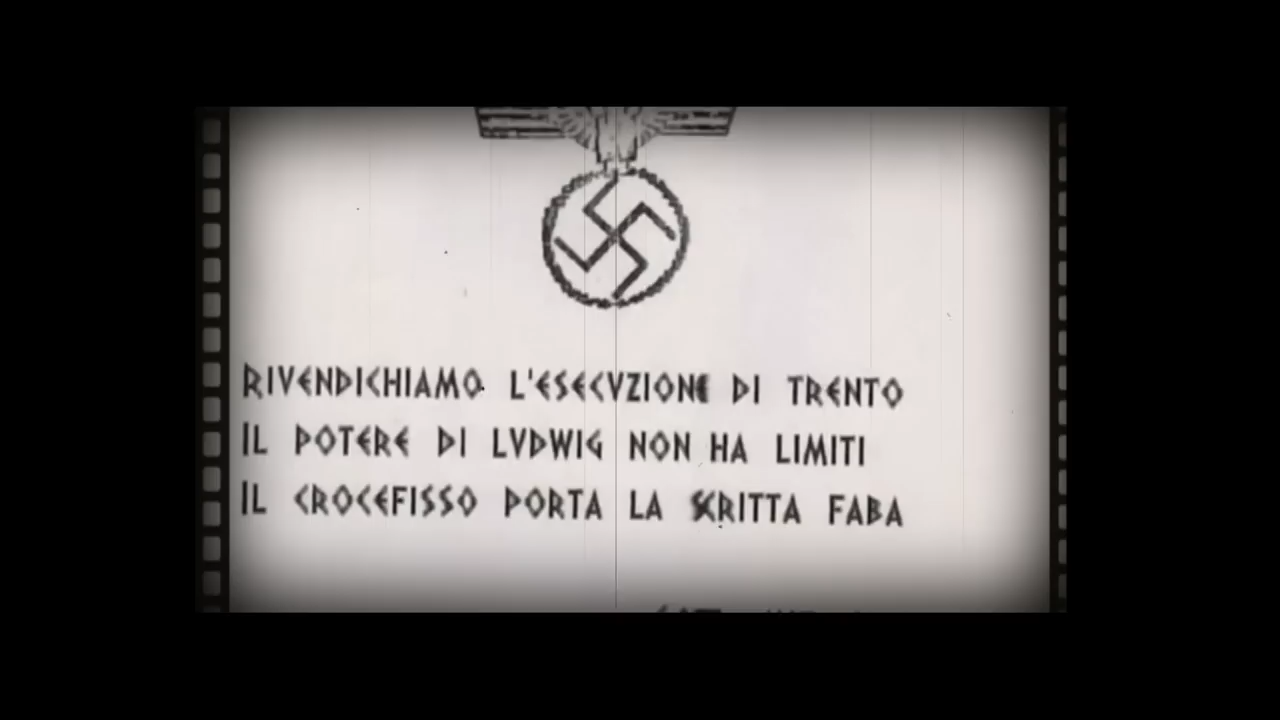 RIVENDICHIAMO L'ESECVZIONE DI TRENTO
IL POTERE DI LVDWIG NON HA LIMITI
IL CROCEFISSO PORTA LA SCRITTA FABA